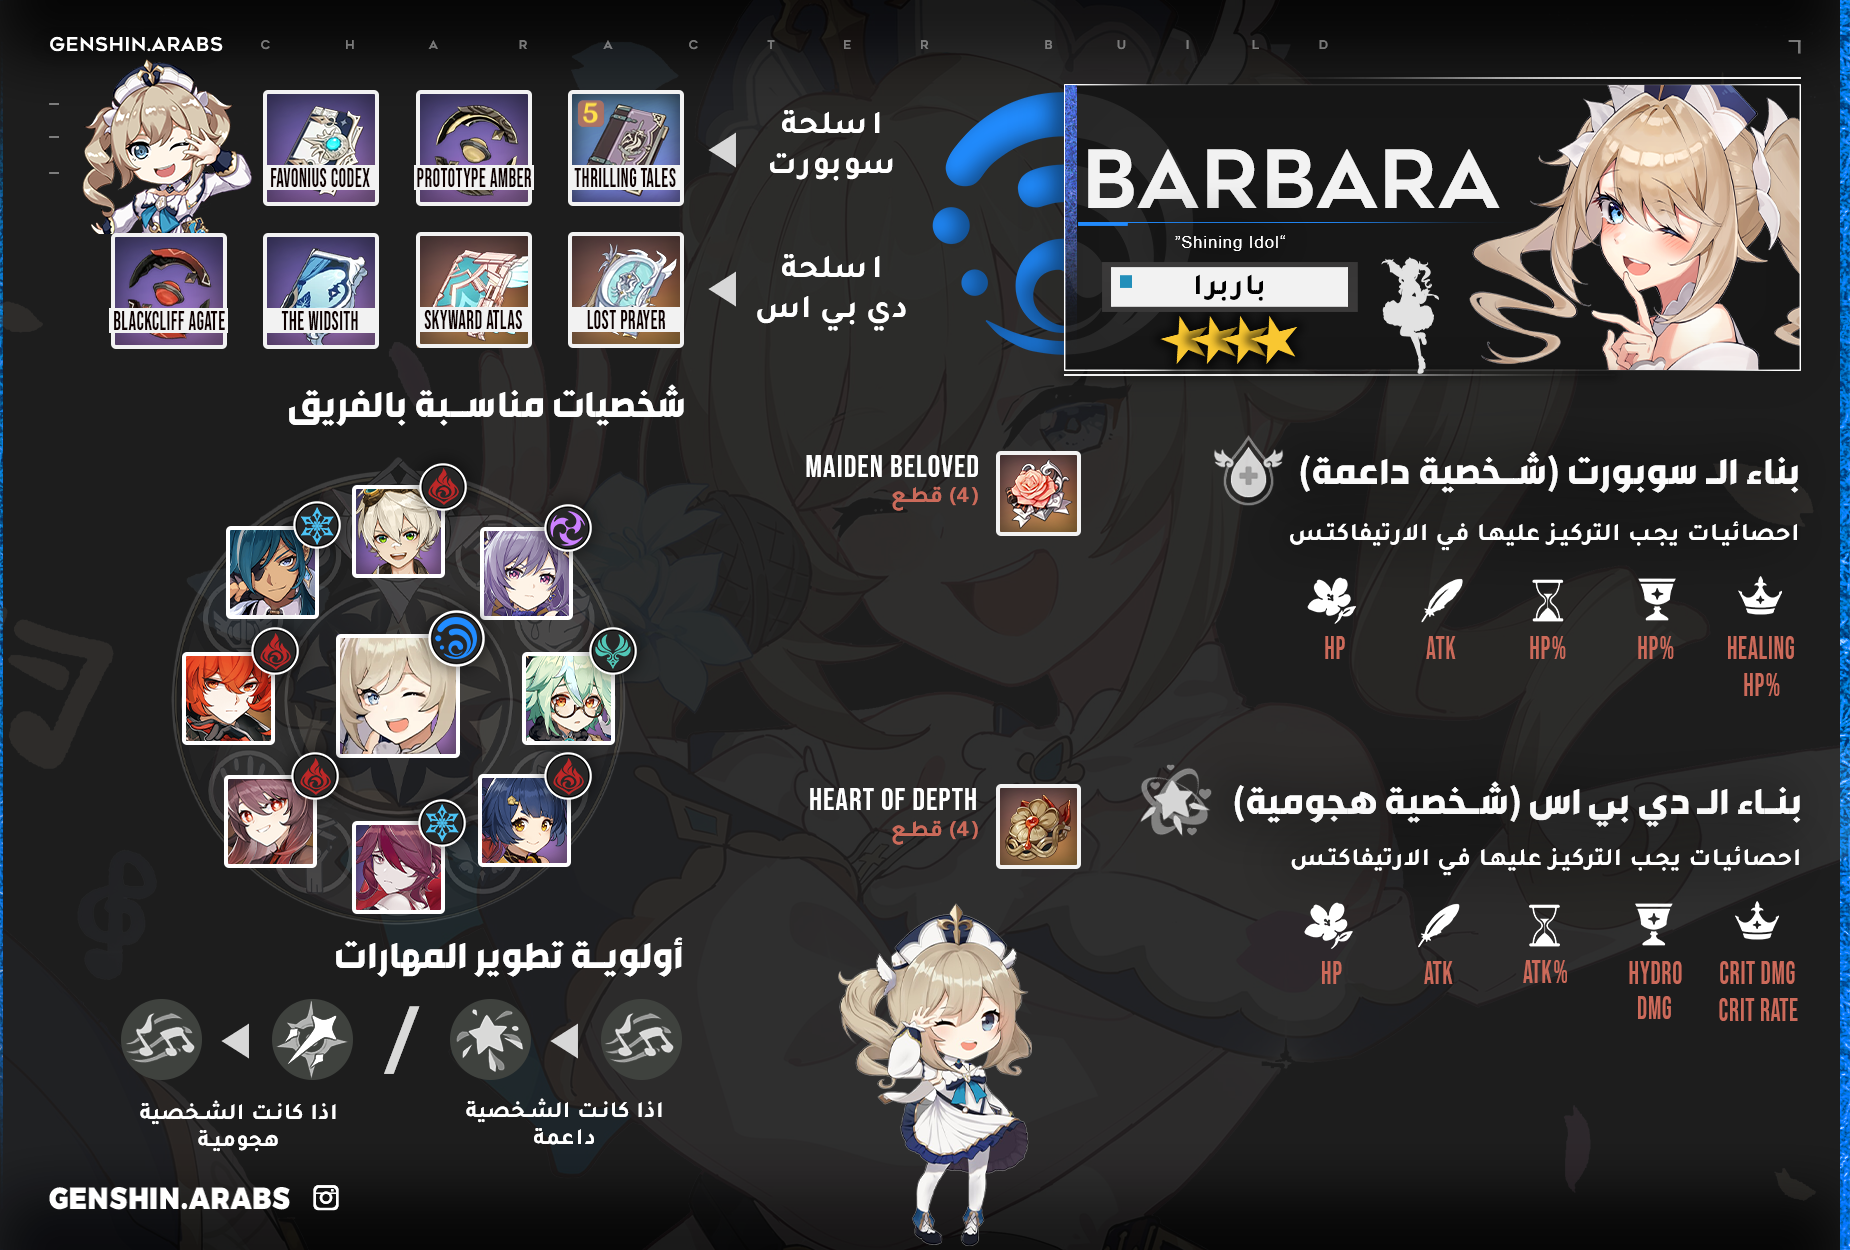 GENSHIN.ARABS
CHARACTER BUILD
BARBARA
"Shining Idol"
باربرا
اسلحة
سوبورت
THRILLING TALES
5
PROTOTYPE AMBER
FAVONIUS CODEX
اسلحة
دي بي اس
LOST PRAYER
SKYWARD ATLAS
THE WIDSITH
BLACKCLIFF AGATE
بناء الـ سوبورت (شـخصية داعمة)
احصائيات يجب التركيز عليها في الارتيفاكتس
HP
ATK
HP%
HP%
HEALING
HP%
MAIDEN BELOVED
(4) قطع
بنـاء الـ دي بي اس (شـخصية هجومية)
احصائيات يجب التركيز عليها في الارتيفاكتس
HP
ATK
ATK%
HYDRO
DMG
CRIT DMG
CRIT RATE
HEART OF DEPTH
(4) قطع
شخصيات مناسـبة بالفريق
أولويـة تطوير المهارات
/
اذا كانت الشخصية
داعمة
اذا كانت الشخصية
هجومية
GENSHIN.ARABS